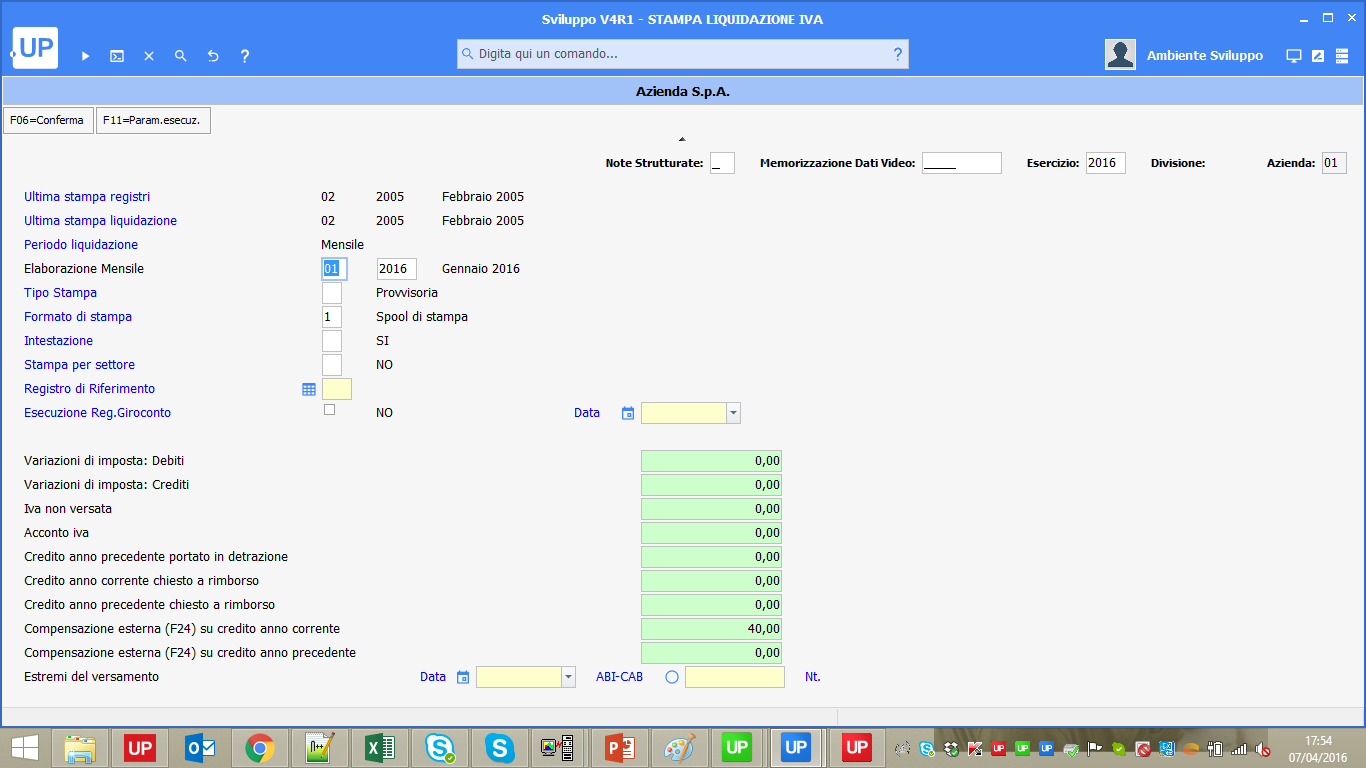 Sviluppo V4R1 - STAMPA LIQUIDAZIONE IVA
.UP
Digita qui un comando... ?
Ambiente Sviluppo
Azienda S.p.A.
F06=Conferma F11=Param.esecuz.
Note Strutturate: _ Memorizzazione Dati Video: _____ Esercizio: 2016 Divisione: Azienda: 01
Ultima stampa registri 02 2005 Febbraio 2005
Ultima stampa liquidazione 02 2005 Febbraio 2005
Periodo liquidazione Mensile
Elaborazione Mensile 01 2016 Gennaio 2016
Tipo Stampa Provvisoria
Formato di stampa 1 Spool di stampa
Intestazione SI
Stampa per settore NO
Registro di Riferimento
Esecuzione Reg.Giroconto NO Data
Variazioni di imposta: Debiti 0,00
Variazioni di imposta: Crediti 0,00
Iva non versata 0,00
Acconto iva 0,00
Credito anno precedente portato in detrazione 0,00
Credito anno corrente chiesto a rimborso 0,00
Credito anno precedente chiesto a rimborso 0,00
Compensazione esterna (F24) su credito anno corrente 40,00
Compensazione esterna (F24) su credito anno precedente 0,00
Estremi del versamento Data ABI-CAB Nt.
UP UP UP UP UP UP UP
17:54
07/04/2016